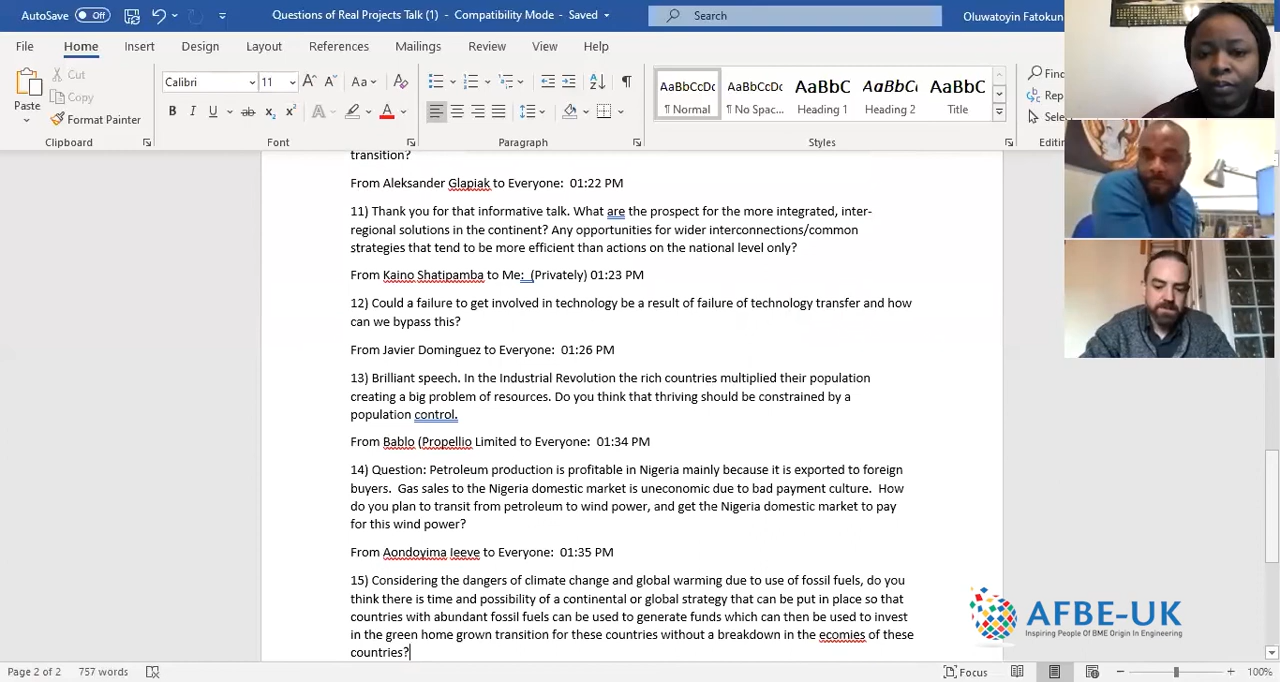 AutoSave Off Questions of Real Projects Talk (1) - Compatibility Mode - Saved Search Oluwatoyin Fatokun
File Home Insert Design Layout References Mailings Review View Help
Paste
Cut
Copy
Format Painter
Clipboard
Calibri 11
Font
Paragraph
AaBbCcDc AaBbCcDc AaBbC AaBbCc AaBbC
¶ Normal ¶ No Spac... Heading 1 Heading 2 Title
Styles
Find
Rep
Sele
Editin
transition?
From Aleksander Glapiak to Everyone: 01:22 PM
11) Thank you for that informative talk. What are the prospect for the more integrated, inter-
regional solutions in the continent? Any opportunities for wider interconnections/common
strategies that tend to be more efficient than actions on the national level only?
From Kaino Shatipamba to Me: (Privately) 01:23 PM
12) Could a failure to get involved in technology be a result of failure of technology transfer and how
can we bypass this?
From Javier Dominguez to Everyone: 01:26 PM
13) Brilliant speech. In the Industrial Revolution the rich countries multiplied their population
creating a big problem of resources. Do you think that thriving should be constrained by a
population control.
From Bablo (Propellio Limited to Everyone: 01:34 PM
14) Question: Petroleum production is profitable in Nigeria mainly because it is exported to foreign
buyers. Gas sales to the Nigeria domestic market is uneconomic due to bad payment culture. How
do you plan to transit from petroleum to wind power, and get the Nigeria domestic market to pay
for this wind power?
From Aondoyima Ieeve to Everyone: 01:35 PM
15) Considering the dangers of climate change and global warming due to use of fossil fuels, do you
think there is time and possibility of a continental or global strategy that can be put in place so that
countries with abundant fossil fuels can be used to generate funds which can then be used to invest
in the green home grown transition for these countries without a breakdown in the ecomies of these
countries?
AFBE-UK
Inspiring People Of BME Origin In Engineering
Page 2 of 2 757 words Focus 100%